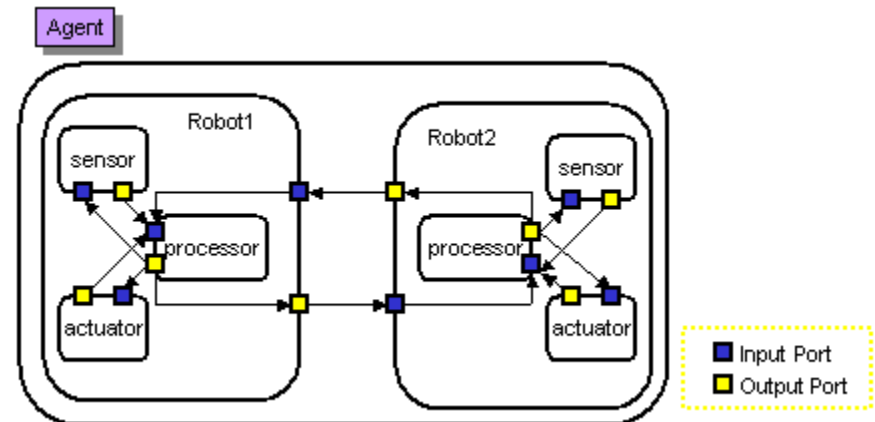 Agent
Robot1
Robot2
sensor
sensor
processor
processor
actuator
actuator
Input Port
Output Port